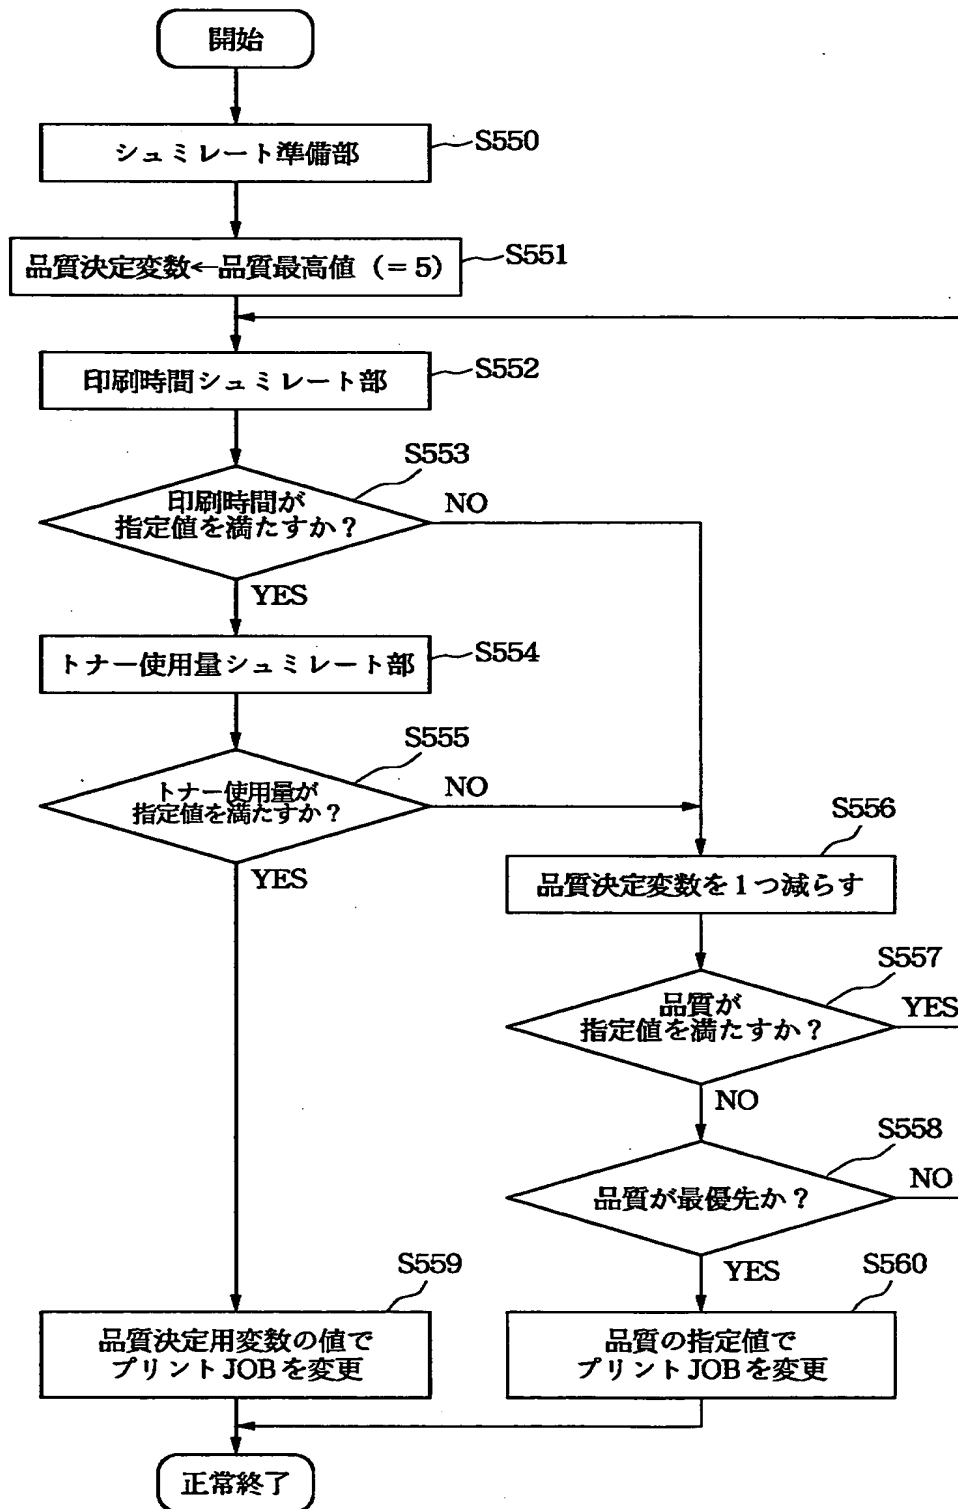 開始
シュミレート準備部
S550
品質決定変数←品質最高値（＝5）
S551
印刷時間シュミレート部
S552
S553
印刷時間が
指定値を満たすか？
NO
YES
トナー使用量シュミレート部
S554
S555
トナー使用量が
指定値を満たすか？
NO
YES
S556
品質決定変数を1つ減らす
S557
品質が
指定値を満たすか？
YES
NO
S558
品質が最優先か？
NO
YES
S559
品質決定用変数の値で
プリントJOBを変更
S560
品質の指定値で
プリントJOBを変更
正常終了